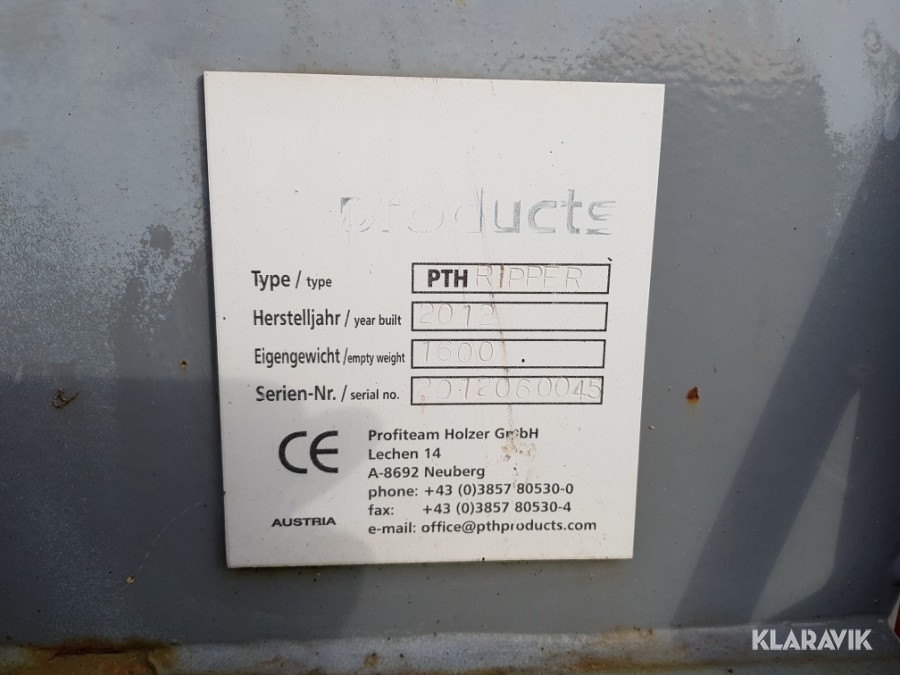 products
Type / type PTH RIPPER
Herstelljahr / year built 2012
Eigengewicht /empty weight 1600
Serien-Nr. / serial no. 2012060045
CE
Profiteam Holzer GmbH
Lechen 14
A-8692 Neuberg
phone: +43 (0)3857 80530-0
fax: +43 (0)3857 80530-4
AUSTRIA
e-mail: office@pthproducts.com
KLARAVIK